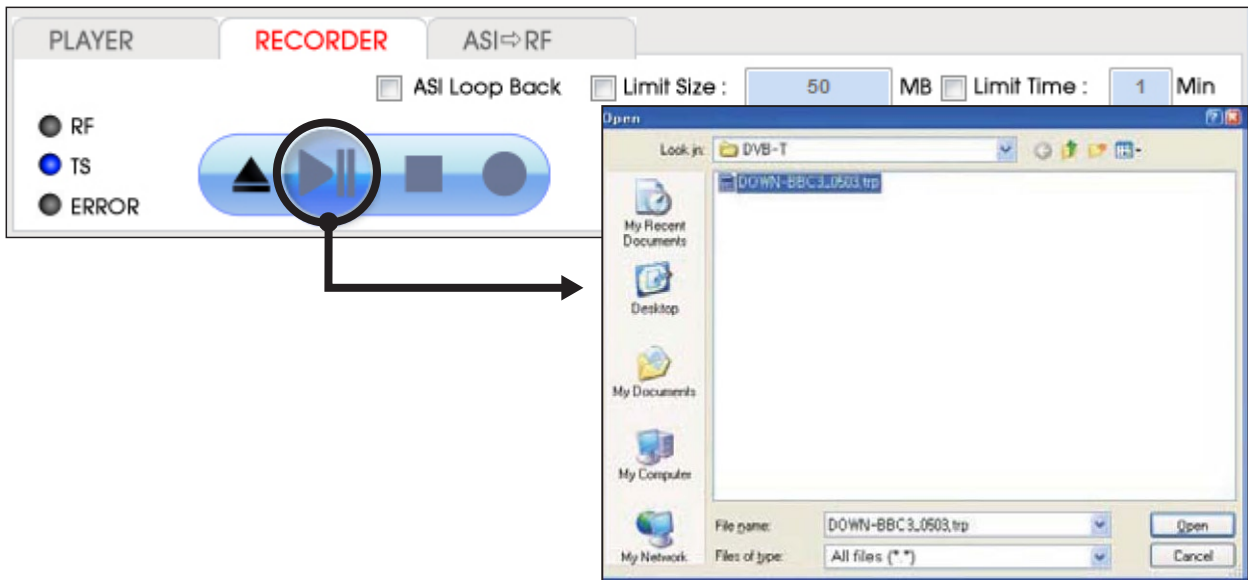 PLAYER RECORDER ASI⇨RF
ASI Loop Back Limit Size : 50 MB Limit Time : 1 Min
RF
TS
ERROR
Open
Look in: DVB-T
DOWN-BBC3_0503.trp
My Recent
Documents
Desktop
My Documents
My Computer
My Network
File name: DOWN-BBC3_0503.trp Open
Files of type: All files (*.*) Cancel